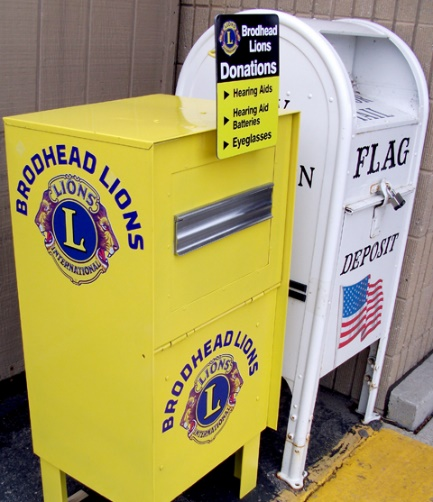 Brodhead
Lions
Donations
Hearing Aids
Hearing Aid
Batteries
Eyeglasses
BRODHEAD LIONS
LIONS
L
INTERNATIONAL
BRODHEAD LIONS
LIONS
L
INTERNATIONAL
FLAG
DEPOSIT